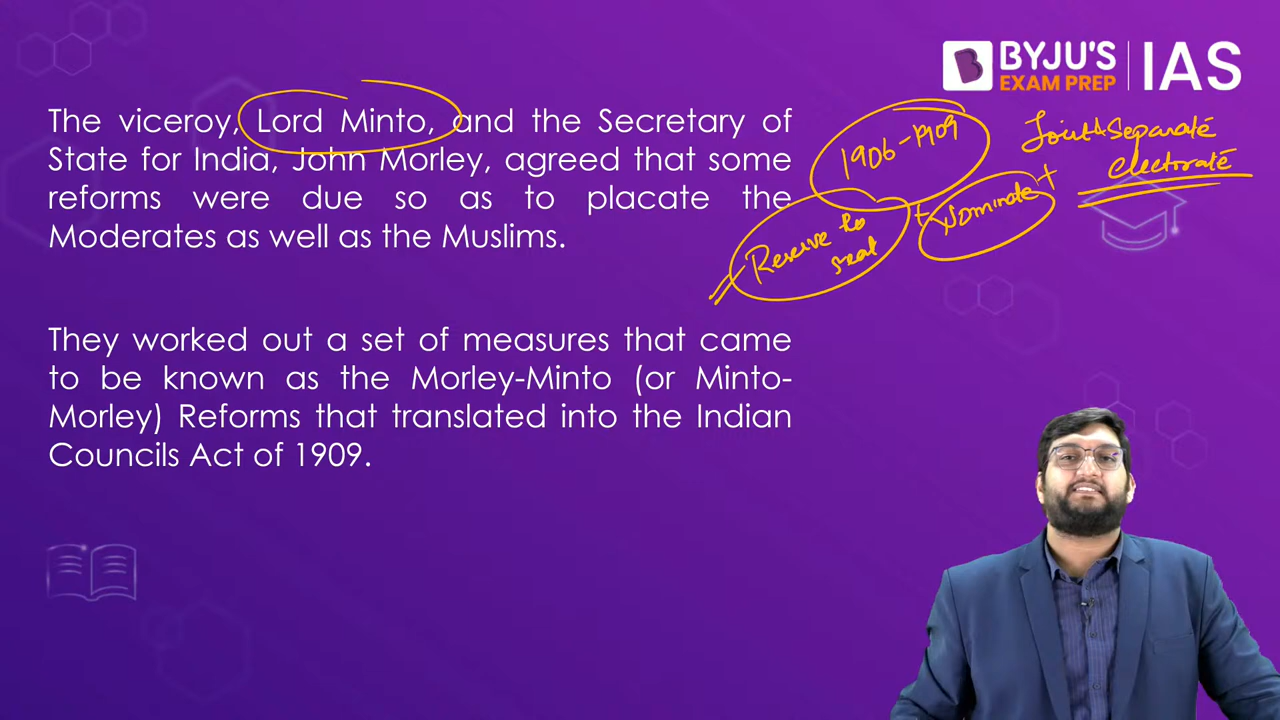 BYJU'S
EXAM PREP
IAS
The viceroy, Lord Minto, and the Secretary of
State for India, John Morley, agreed that some
reforms were due so as to placate the
Moderates as well as the Muslims.
They worked out a set of measures that came
to be known as the Morley-Minto (or Minto-
Morley) Reforms that translated into the Indian
Councils Act of 1909.
1906-1909
Joint + Separate
electorate
Reserve to
seat
+ Nominate +